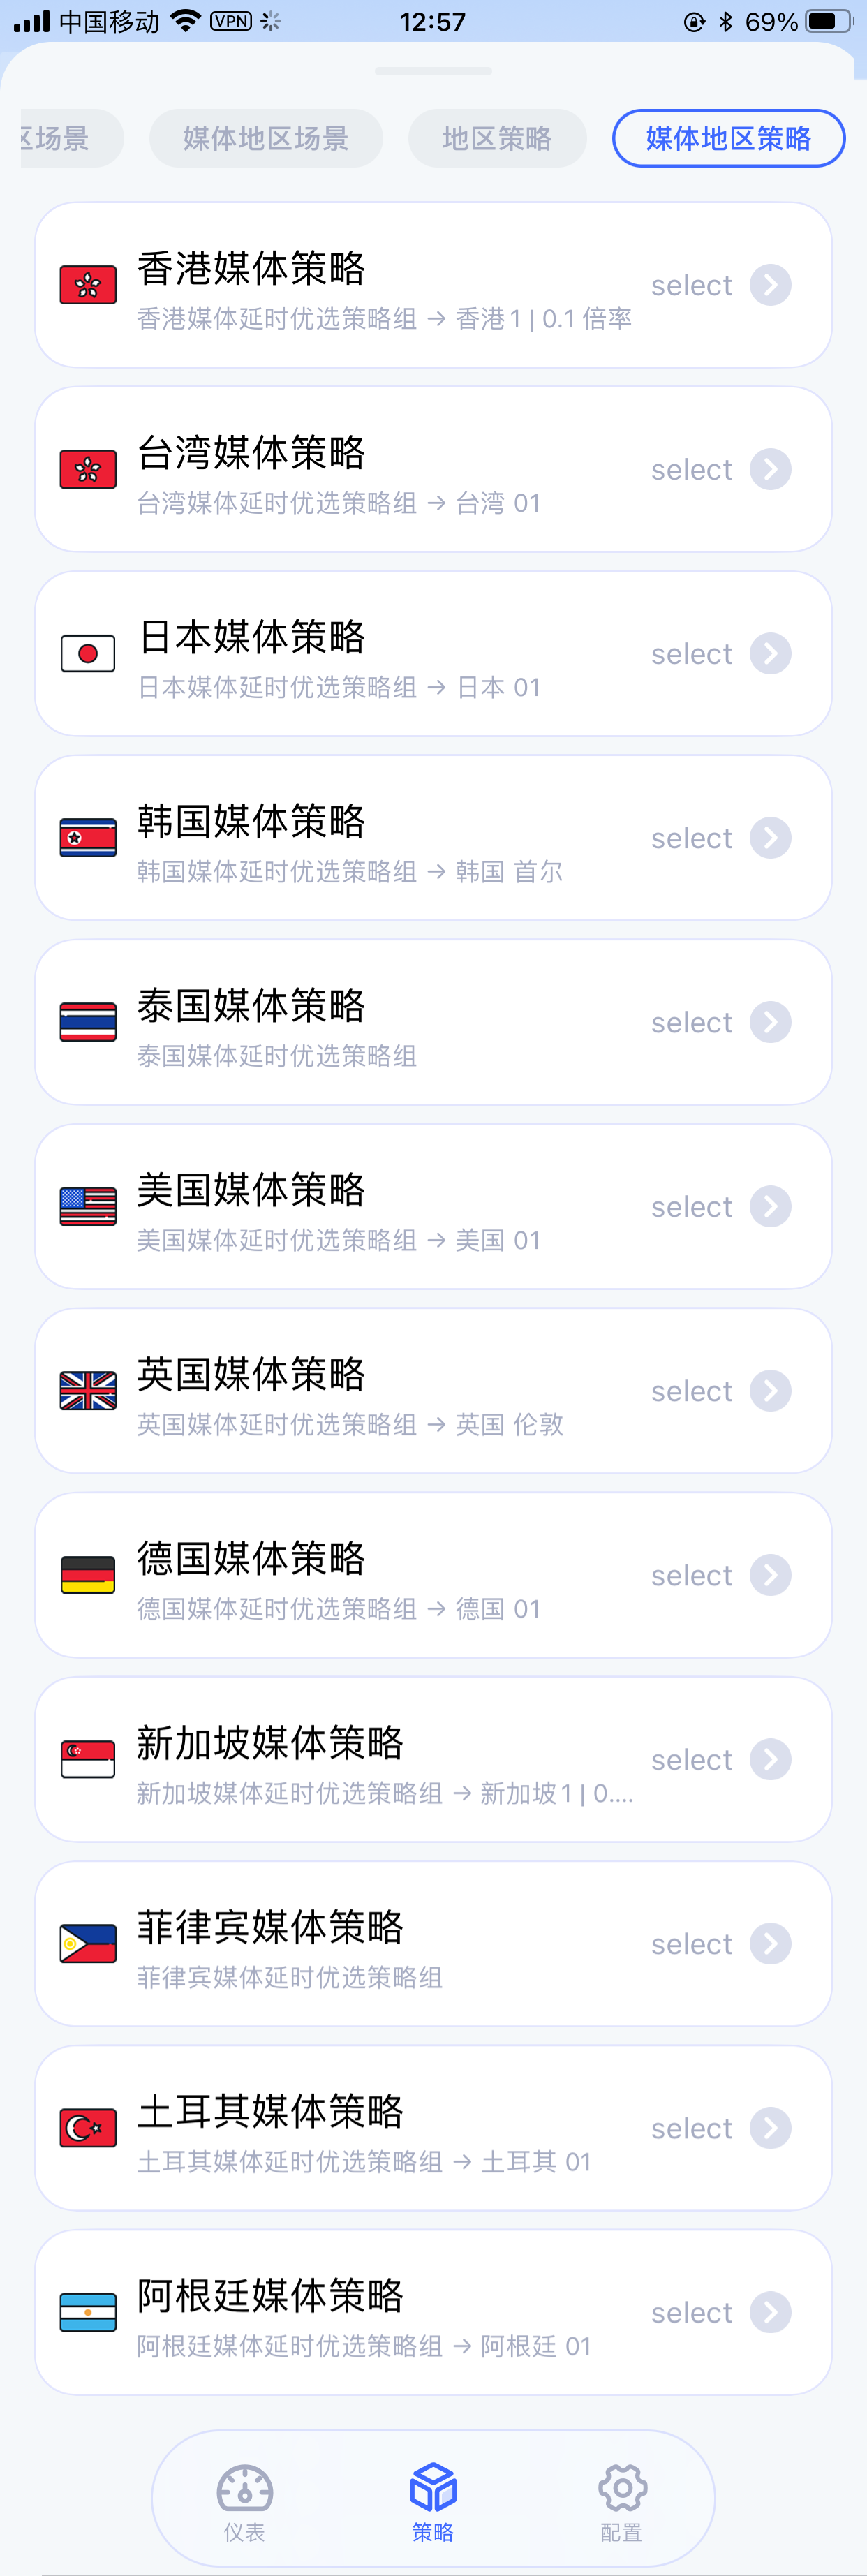 中国移动 VPN 12:57 69%
区场景 媒体地区场景 地区策略 媒体地区策略
香港媒体策略
香港媒体延时优选策略组 → 香港1 | 0.1 倍率
select
台湾媒体策略
台湾媒体延时优选策略组 → 台湾 01
select
日本媒体策略
日本媒体延时优选策略组 → 日本 01
select
韩国媒体策略
韩国媒体延时优选策略组 → 韩国 首尔
select
泰国媒体策略
泰国媒体延时优选策略组
select
美国媒体策略
美国媒体延时优选策略组 → 美国 01
select
英国媒体策略
英国媒体延时优选策略组 → 英国 伦敦
select
德国媒体策略
德国媒体延时优选策略组 → 德国 01
select
新加坡媒体策略
新加坡媒体延时优选策略组 → 新加坡1 | 0....
select
菲律宾媒体策略
菲律宾媒体延时优选策略组
select
土耳其媒体策略
土耳其媒体延时优选策略组 → 土耳其 01
select
阿根廷媒体策略
阿根廷媒体延时优选策略组 → 阿根廷 01
select
仪表 策略 配置